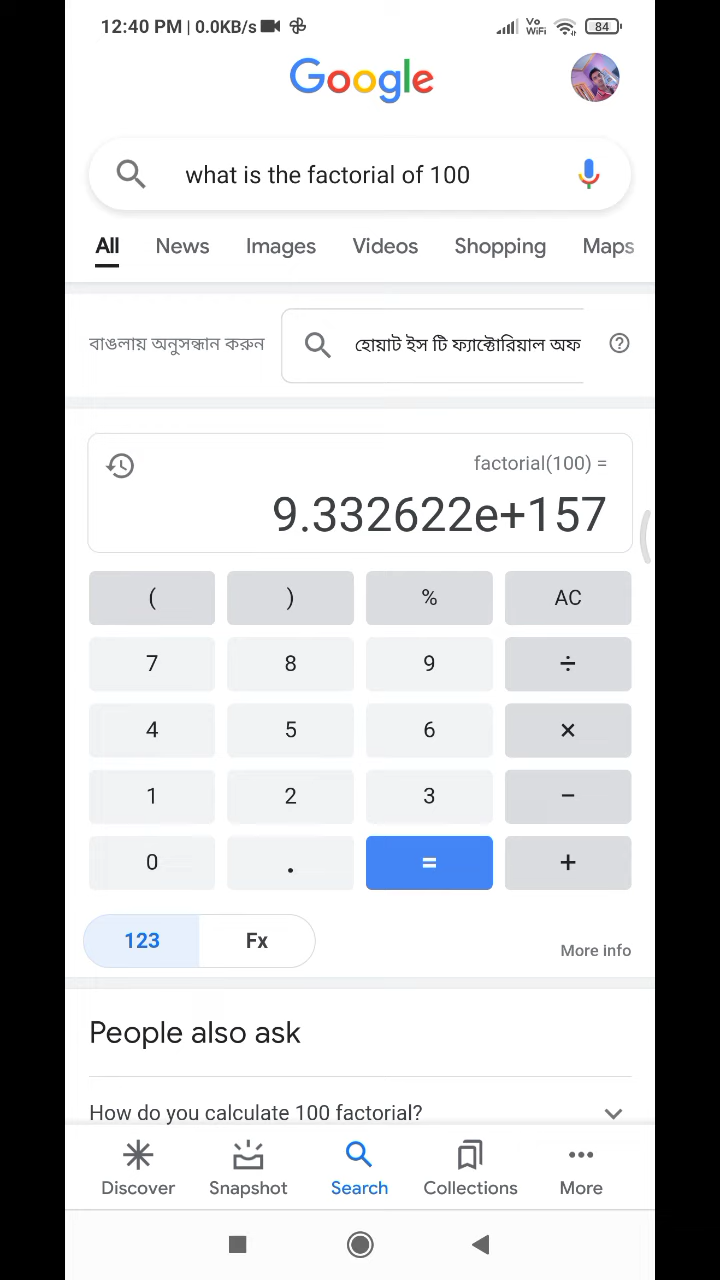 12:40 PM | 0.0KB/s Vo WiFi 84
Google
what is the factorial of 100
All News Images Videos Shopping Maps
বাঙলায় অনুসন্ধান করুন হোয়াট ইস টি ফ্যাক্টোরিয়াল অফ
factorial(100) =
9.332622e+157
( ) % AC
7 8 9 ÷
4 5 6 ×
1 2 3 −
0 . = +
123 Fx More info
People also ask
How do you calculate 100 factorial?
Discover Snapshot Search Collections More